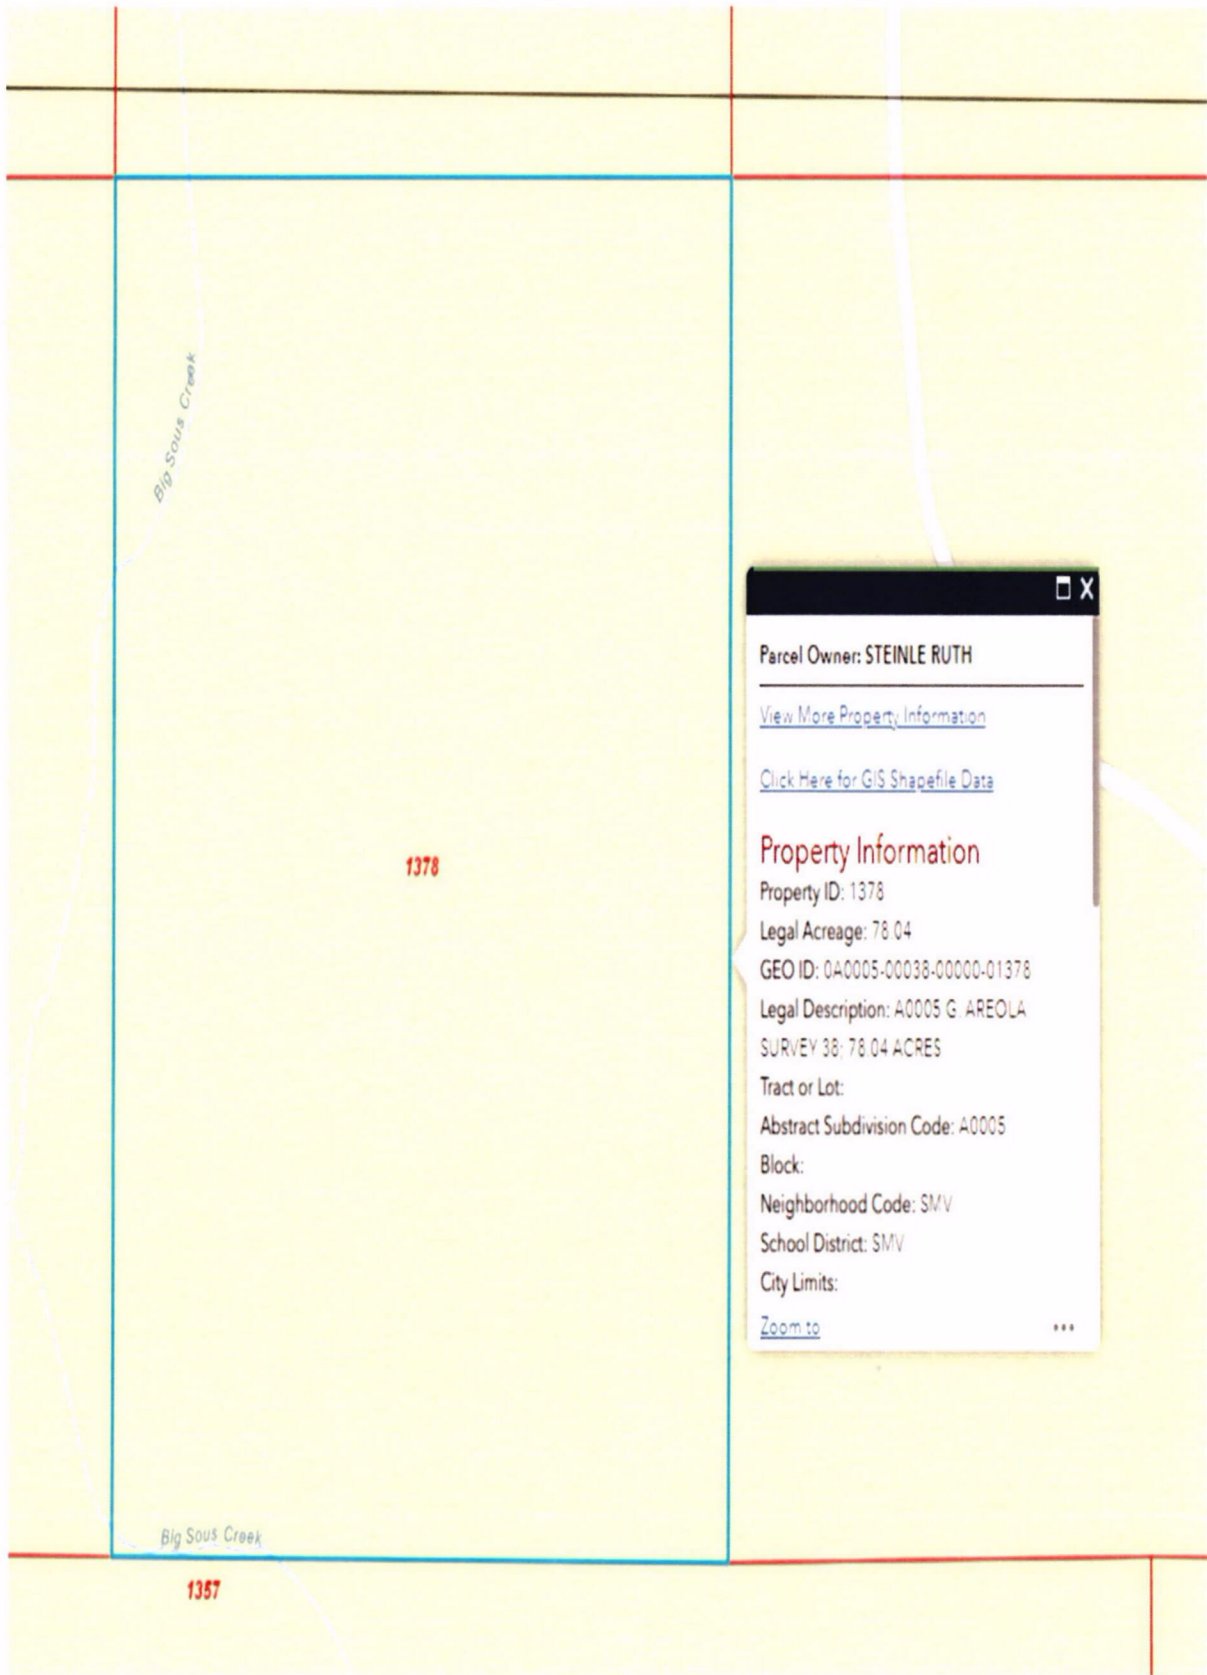 Big Sous Creek
Parcel Owner: STEINLE RUTH
View More Property Information
Click Here for GIS Shapefile Data
1378
Property Information
Property ID: 1378
Legal Acreage: 78.04
GEO ID: 0A0005-00038-00000-01378
Legal Description: A0005 G. AREOLA
SURVEY 38; 78.04 ACRES
Tract or Lot:
Abstract Subdivision Code: A0005
Block:
Neighborhood Code: SMV
School District: SMV
City Limits:
Zoom to
Big Sous Creek
1357